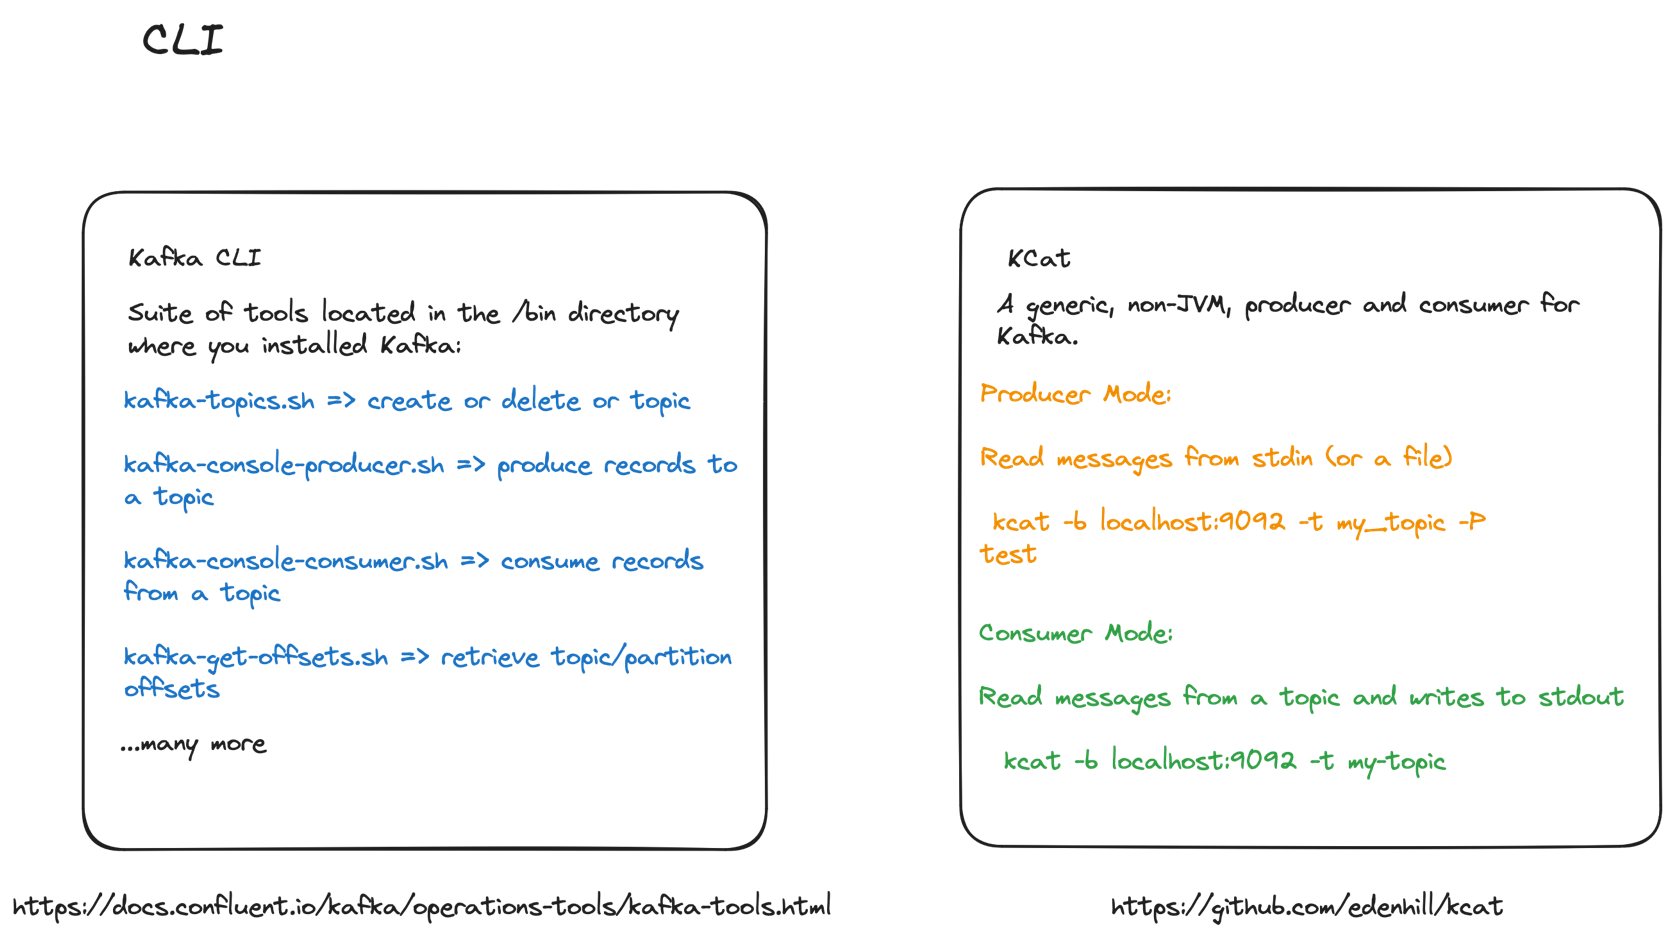 CLI
Kafka CLI
Suite of tools located in the /bin directory
where you installed Kafka:
kafka-topics.sh => create or delete or topic
kafka-console-producer.sh => produce records to
a topic
kafka-console-consumer.sh => consume records
from a topic
kafka-get-offsets.sh => retrieve topic/partition
offsets
...many more
https://docs.confluent.io/kafka/operations-tools/kafka-tools.html
KCat
A generic, non-JVM, producer and consumer for
Kafka.
Producer Mode:
Read messages from stdin (or a file)
kcat -b localhost:9092 -t my_topic -P
test
Consumer Mode:
Read messages from a topic and writes to stdout
kcat -b localhost:9092 -t my-topic
https://github.com/edenhill/kcat